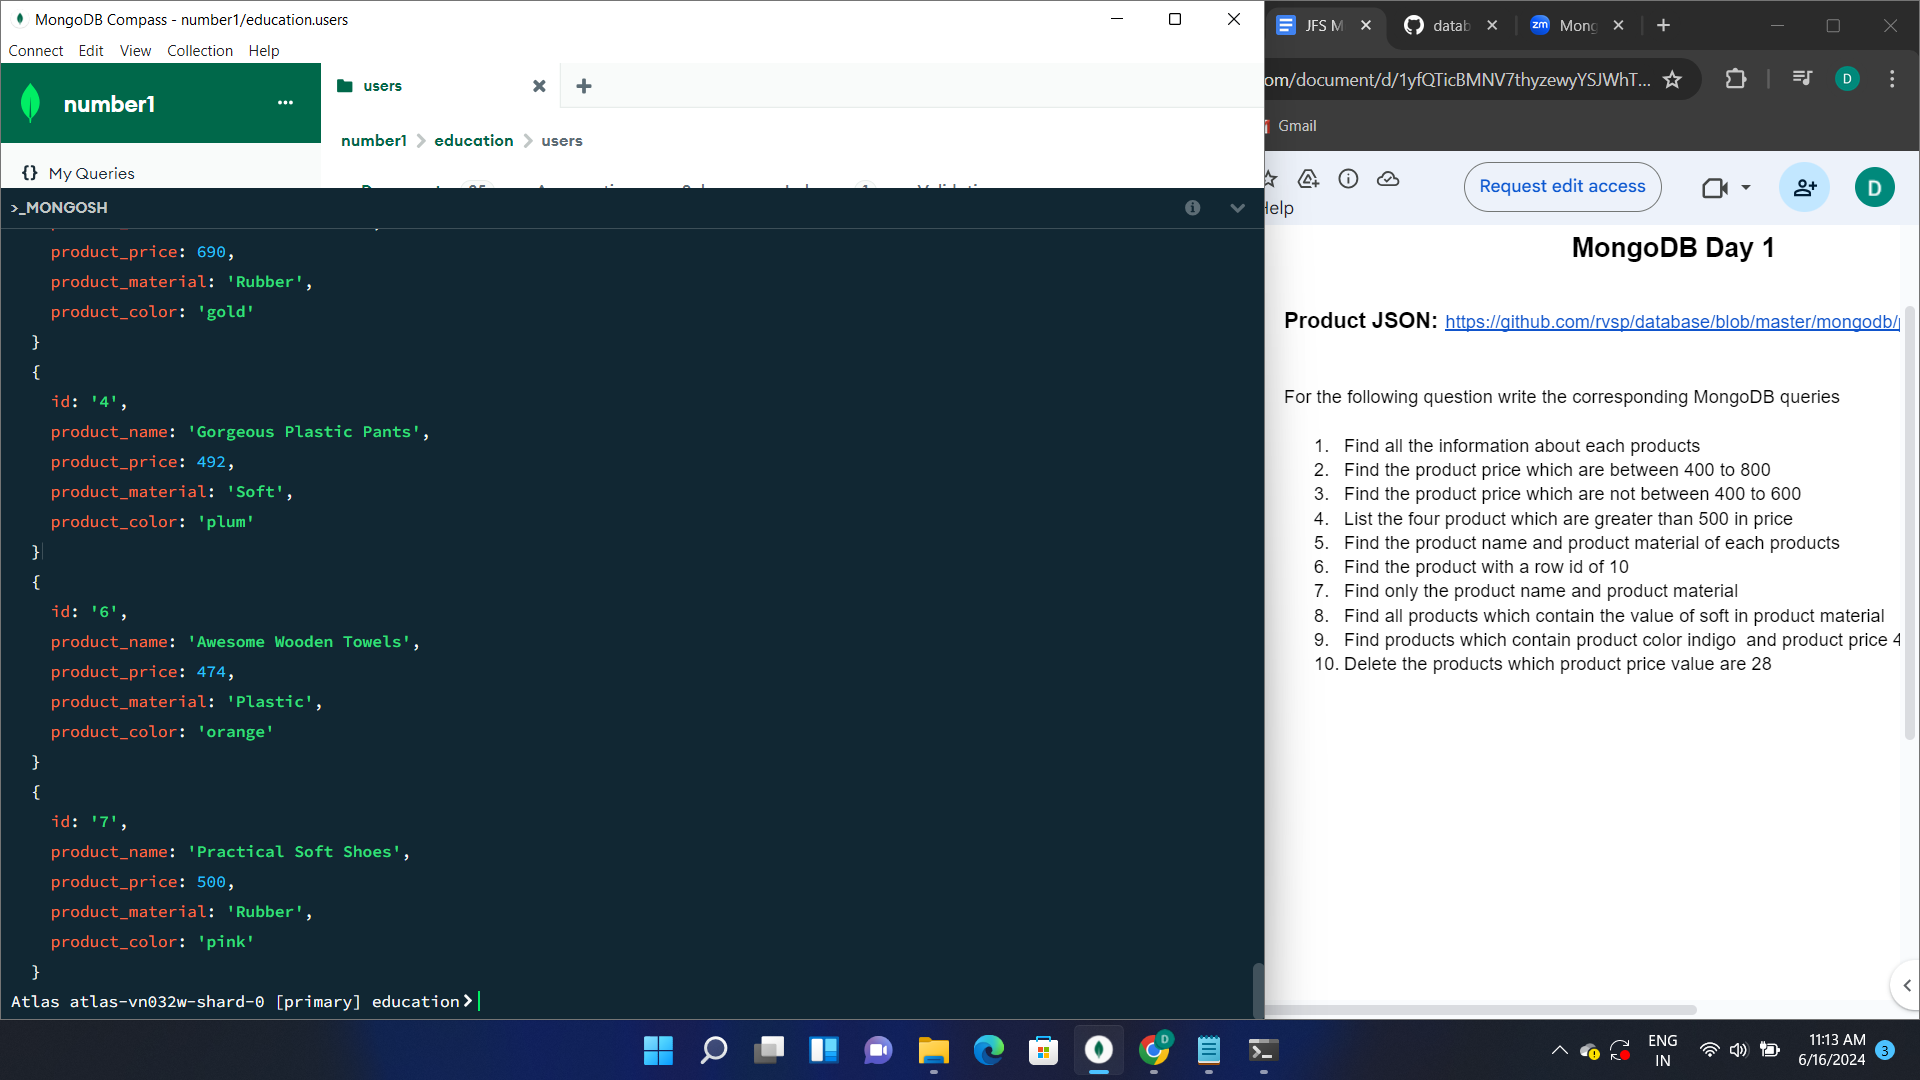 MongoDB Compass - number1/education.users
Connect Edit View Collection Help
number1
users
number1 > education > users
{} My Queries
>_MONGOSH
product_price: 690,
product_material: 'Rubber',
product_color: 'gold'
}
{
id: '4',
product_name: 'Gorgeous Plastic Pants',
product_price: 492,
product_material: 'Soft',
product_color: 'plum'
}
{
id: '6',
product_name: 'Awesome Wooden Towels',
product_price: 474,
product_material: 'Plastic',
product_color: 'orange'
}
{
id: '7',
product_name: 'Practical Soft Shoes',
product_price: 500,
product_material: 'Rubber',
product_color: 'pink'
}
Atlas atlas-vn032w-shard-0 [primary] education>
JFS M datab zm Mong
om/document/d/1yfQTicBMNV7thyzewyYSJWhT... D
Gmail
Request edit access D
Help
MongoDB Day 1
Product JSON: https://github.com/rvsp/database/blob/master/mongodb/
For the following question write the corresponding MongoDB queries
1. Find all the information about each products
2. Find the product price which are between 400 to 800
3. Find the product price which are not between 400 to 600
4. List the four product which are greater than 500 in price
5. Find the product name and product material of each products
6. Find the product with a row id of 10
7. Find only the product name and product material
8. Find all products which contain the value of soft in product material
9. Find products which contain product color indigo and product price 4
10. Delete the products which product price value are 28
D
ENG
IN
11:13 AM
6/16/2024
3